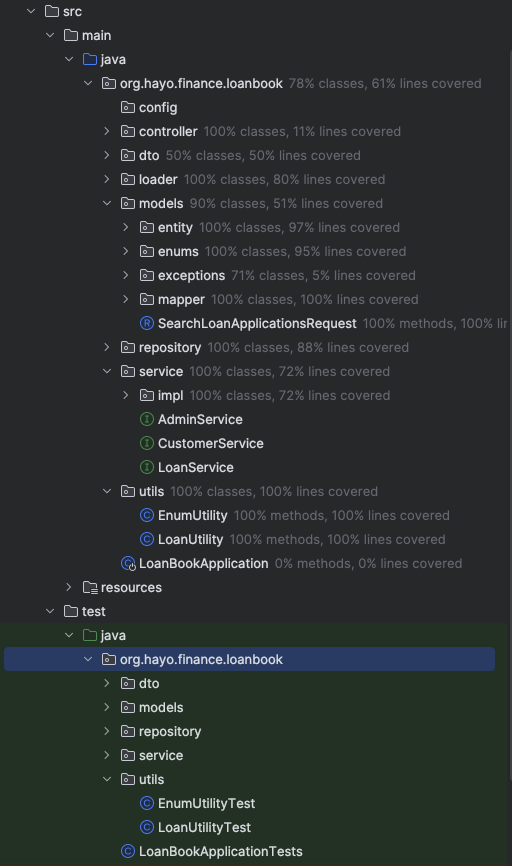 src
main
java
org.hayo.finance.loanbook 78% classes, 61% lines covered
config
controller 100% classes, 11% lines covered
dto 50% classes, 50% lines covered
loader 100% classes, 80% lines covered
models 90% classes, 51% lines covered
entity 100% classes, 97% lines covered
enums 100% classes, 95% lines covered
exceptions 71% classes, 5% lines covered
mapper 100% classes, 100% lines covered
R SearchLoanApplicationsRequest 100% methods, 100% li
repository 100% classes, 88% lines covered
service 100% classes, 72% lines covered
impl 100% classes, 72% lines covered
I AdminService
I CustomerService
I LoanService
utils 100% classes, 100% lines covered
C EnumUtility 100% methods, 100% lines covered
C LoanUtility 100% methods, 100% lines covered
C LoanBookApplication 0% methods, 0% lines covered
resources
test
java
org.hayo.finance.loanbook
dto
models
repository
service
utils
C EnumUtilityTest
C LoanUtilityTest
C LoanBookApplicationTests